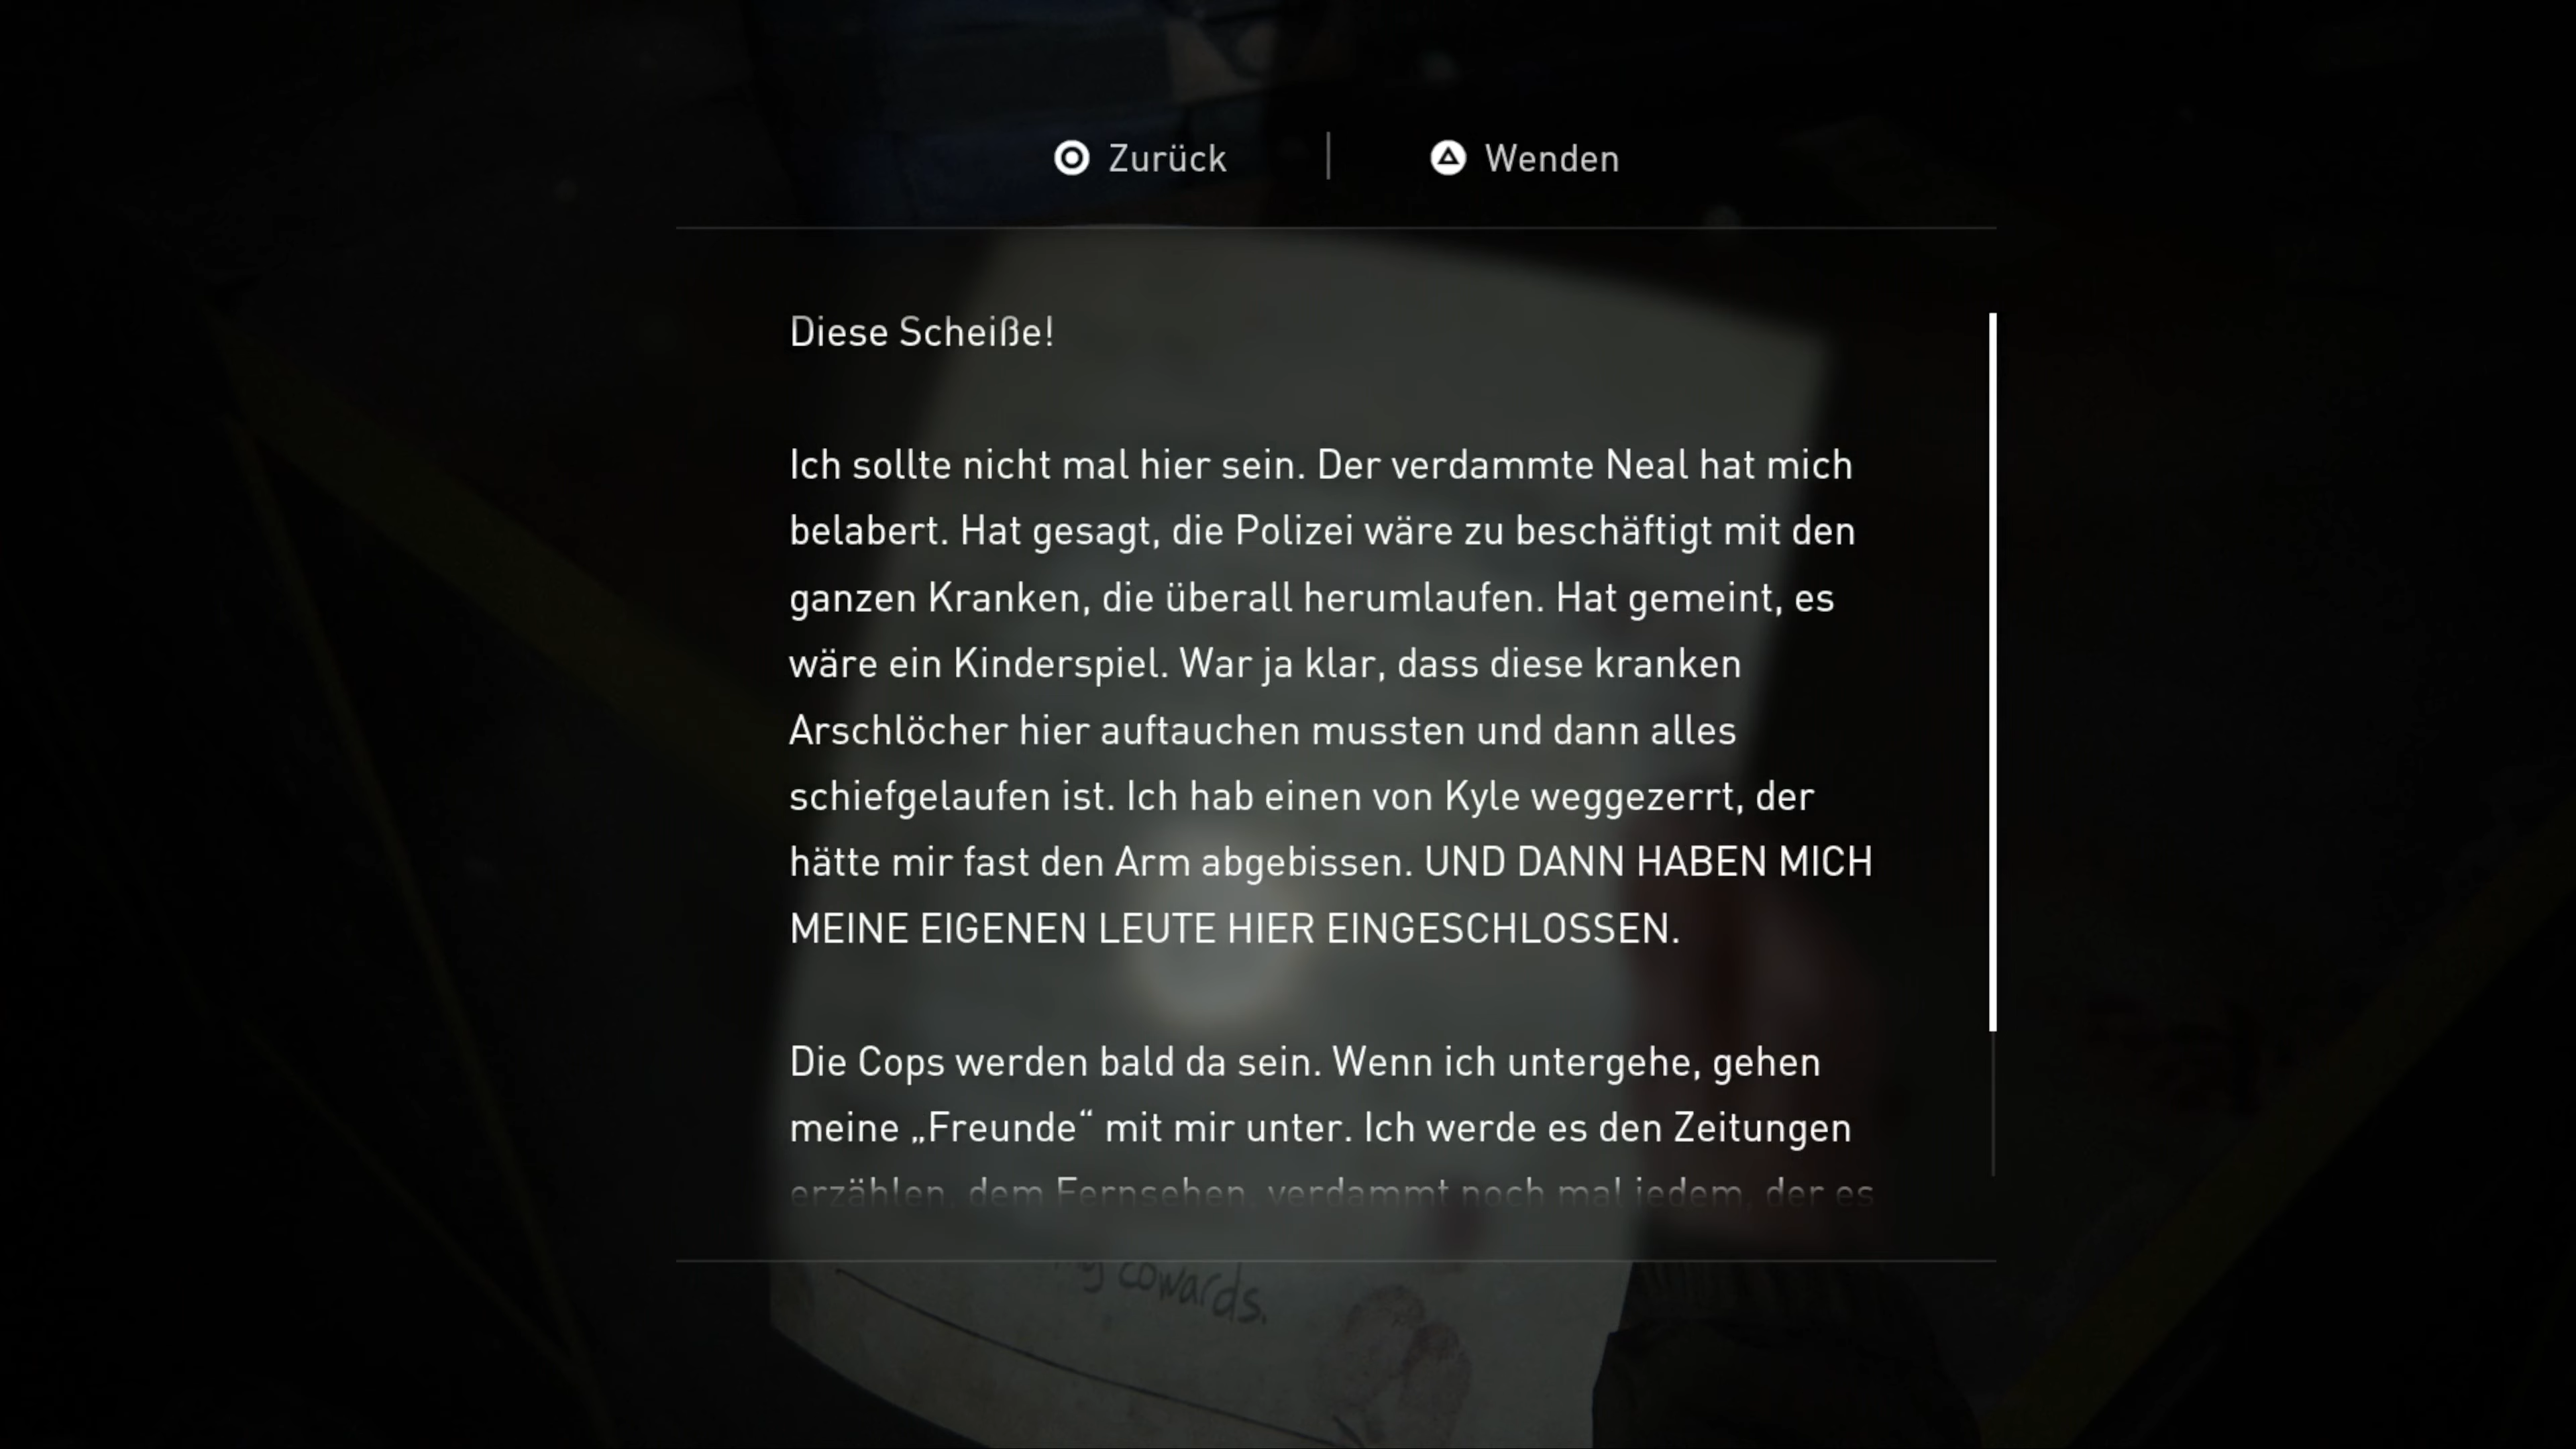 Zurück
Wenden
Diese Scheiße!
Ich sollte nicht mal hier sein. Der verdammte Neal hat mich
belabert. Hat gesagt, die Polizei wäre zu beschäftigt mit den
ganzen Kranken, die überall herumlaufen. Hat gemeint, es
wäre ein Kinderspiel. War ja klar, dass diese kranken
Arschlöcher hier auftauchen mussten und dann alles
schiefgelaufen ist. Ich hab einen von Kyle weggezerrt, der
hätte mir fast den Arm abgebissen. UND DANN HABEN MICH
MEINE EIGENEN LEUTE HIER EINGESCHLOSSEN.
Die Cops werden bald da sein. Wenn ich untergehe, gehen
meine „Freunde“ mit mir unter. Ich werde es den Zeitungen
erzählen, dem Fernsehen, verdammt noch mal jedem, der es
cowards.